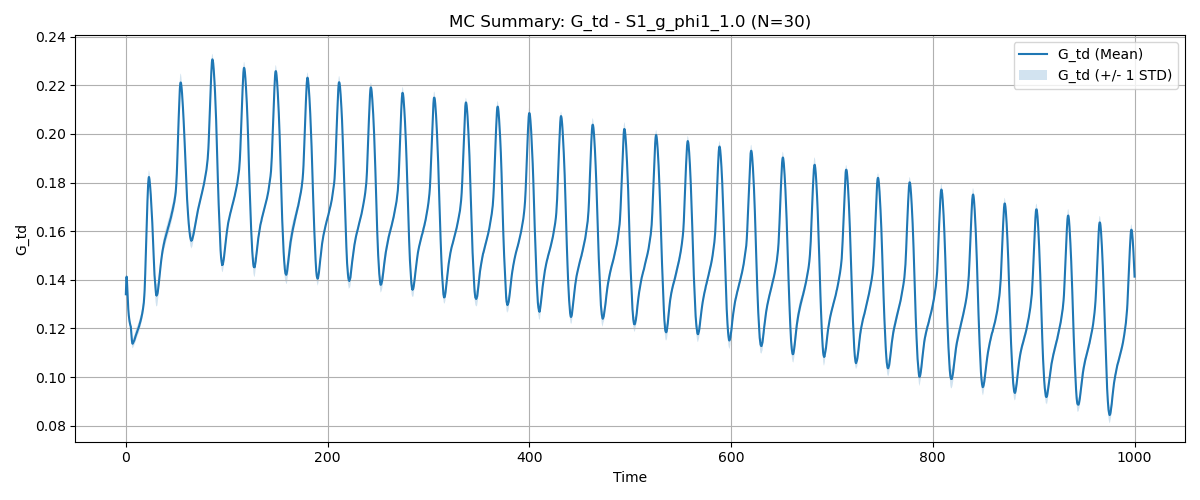 MC Summary: G_td - S1_g_phi1_1.0 (N=30)
G_td (Mean)
G_td (+/- 1 STD)
0.24
0.22
0.20
0.18
0.16
0.14
0.12
0.10
0.08
G_td
0 200 400 600 800 1000
Time